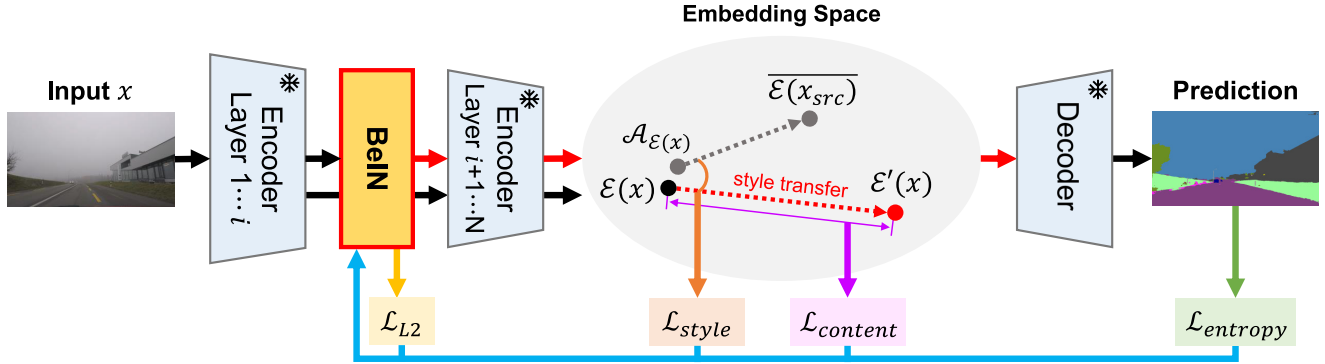 Embedding Space
Input x
Encoder
Layer 1⋯i
BeIN
Encoder
Layer i+1⋯N
$\overline{\mathcal{E}(x_{src})}$
$\mathcal{A}_{\mathcal{E}(x)}$
$\mathcal{E}(x)$
style transfer
$\mathcal{E}'(x)$
Decoder
Prediction
$\mathcal{L}_{L2}$
$\mathcal{L}_{style}$
$\mathcal{L}_{content}$
$\mathcal{L}_{entropy}$